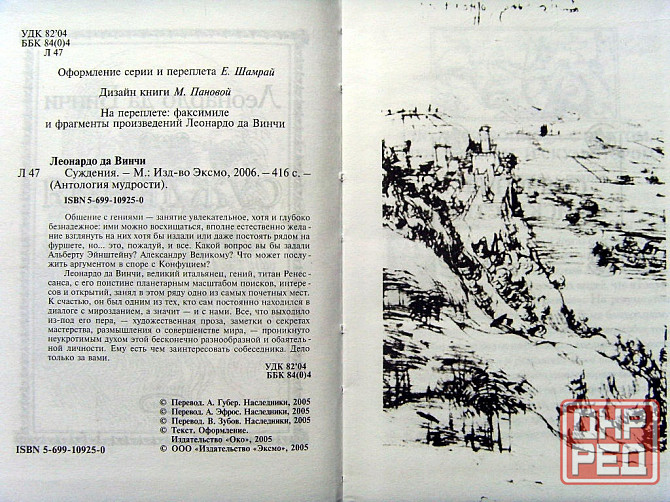 УДК 82'04
ББК 84(0)4
Л 47
Оформление серии и переплета Е. Шамрай
Дизайн книги М. Пановой
На переплете: факсимиле
и фрагменты произведений Леонардо да Винчи
Леонардо да Винчи
Л 47 Суждения. – М.: Изд-во Эксмо, 2006. – 416 с. –
(Антология мудрости).
ISBN 5-699-10925-0
Общение с гениями — занятие увлекательное, хотя и глубоко
безнадежное: ими можно восхищаться, вполне естественно жела-
ние взглянуть на них хотя бы издали или даже постоять рядом на
фуршете, но... это, пожалуй, и все. Какой вопрос вы бы задали
Альберту Эйнштейну? Александру Великому? Что может послу-
жить аргументом в споре с Конфуцием?
Леонардо да Винчи, великий итальянец, гений, титан Ренес-
санса, с его поистине планетарным масштабом поисков, интере-
сов и открытий, занял в этом ряду одно из самых почетных мест.
К счастью, он был одним из тех, кто сам постоянно находился в
диалоге с мирозданием, а значит — и с нами. Все, что выходило
из-под его пера, — художественная проза, заметки о секретах
мастерства, размышления о совершенстве мира, — проникнуто
неукротимым духом этой бесконечно разнообразной и обаятель-
ной личности. Ему есть чем заинтересовать собеседника. Дело
только за вами.
УДК 82'04
ББК 84(0)4
© Перевод. А. Губер. Наследники, 2005
© Перевод. А. Эфрос. Наследники, 2005
© Перевод. В. Зубов. Наследники, 2005
© Текст. Оформление.
Издательство «Око», 2005
ISBN 5-699-10925-0 © ООО «Издательство «Эксмо», 2005
ДНР
РЕД